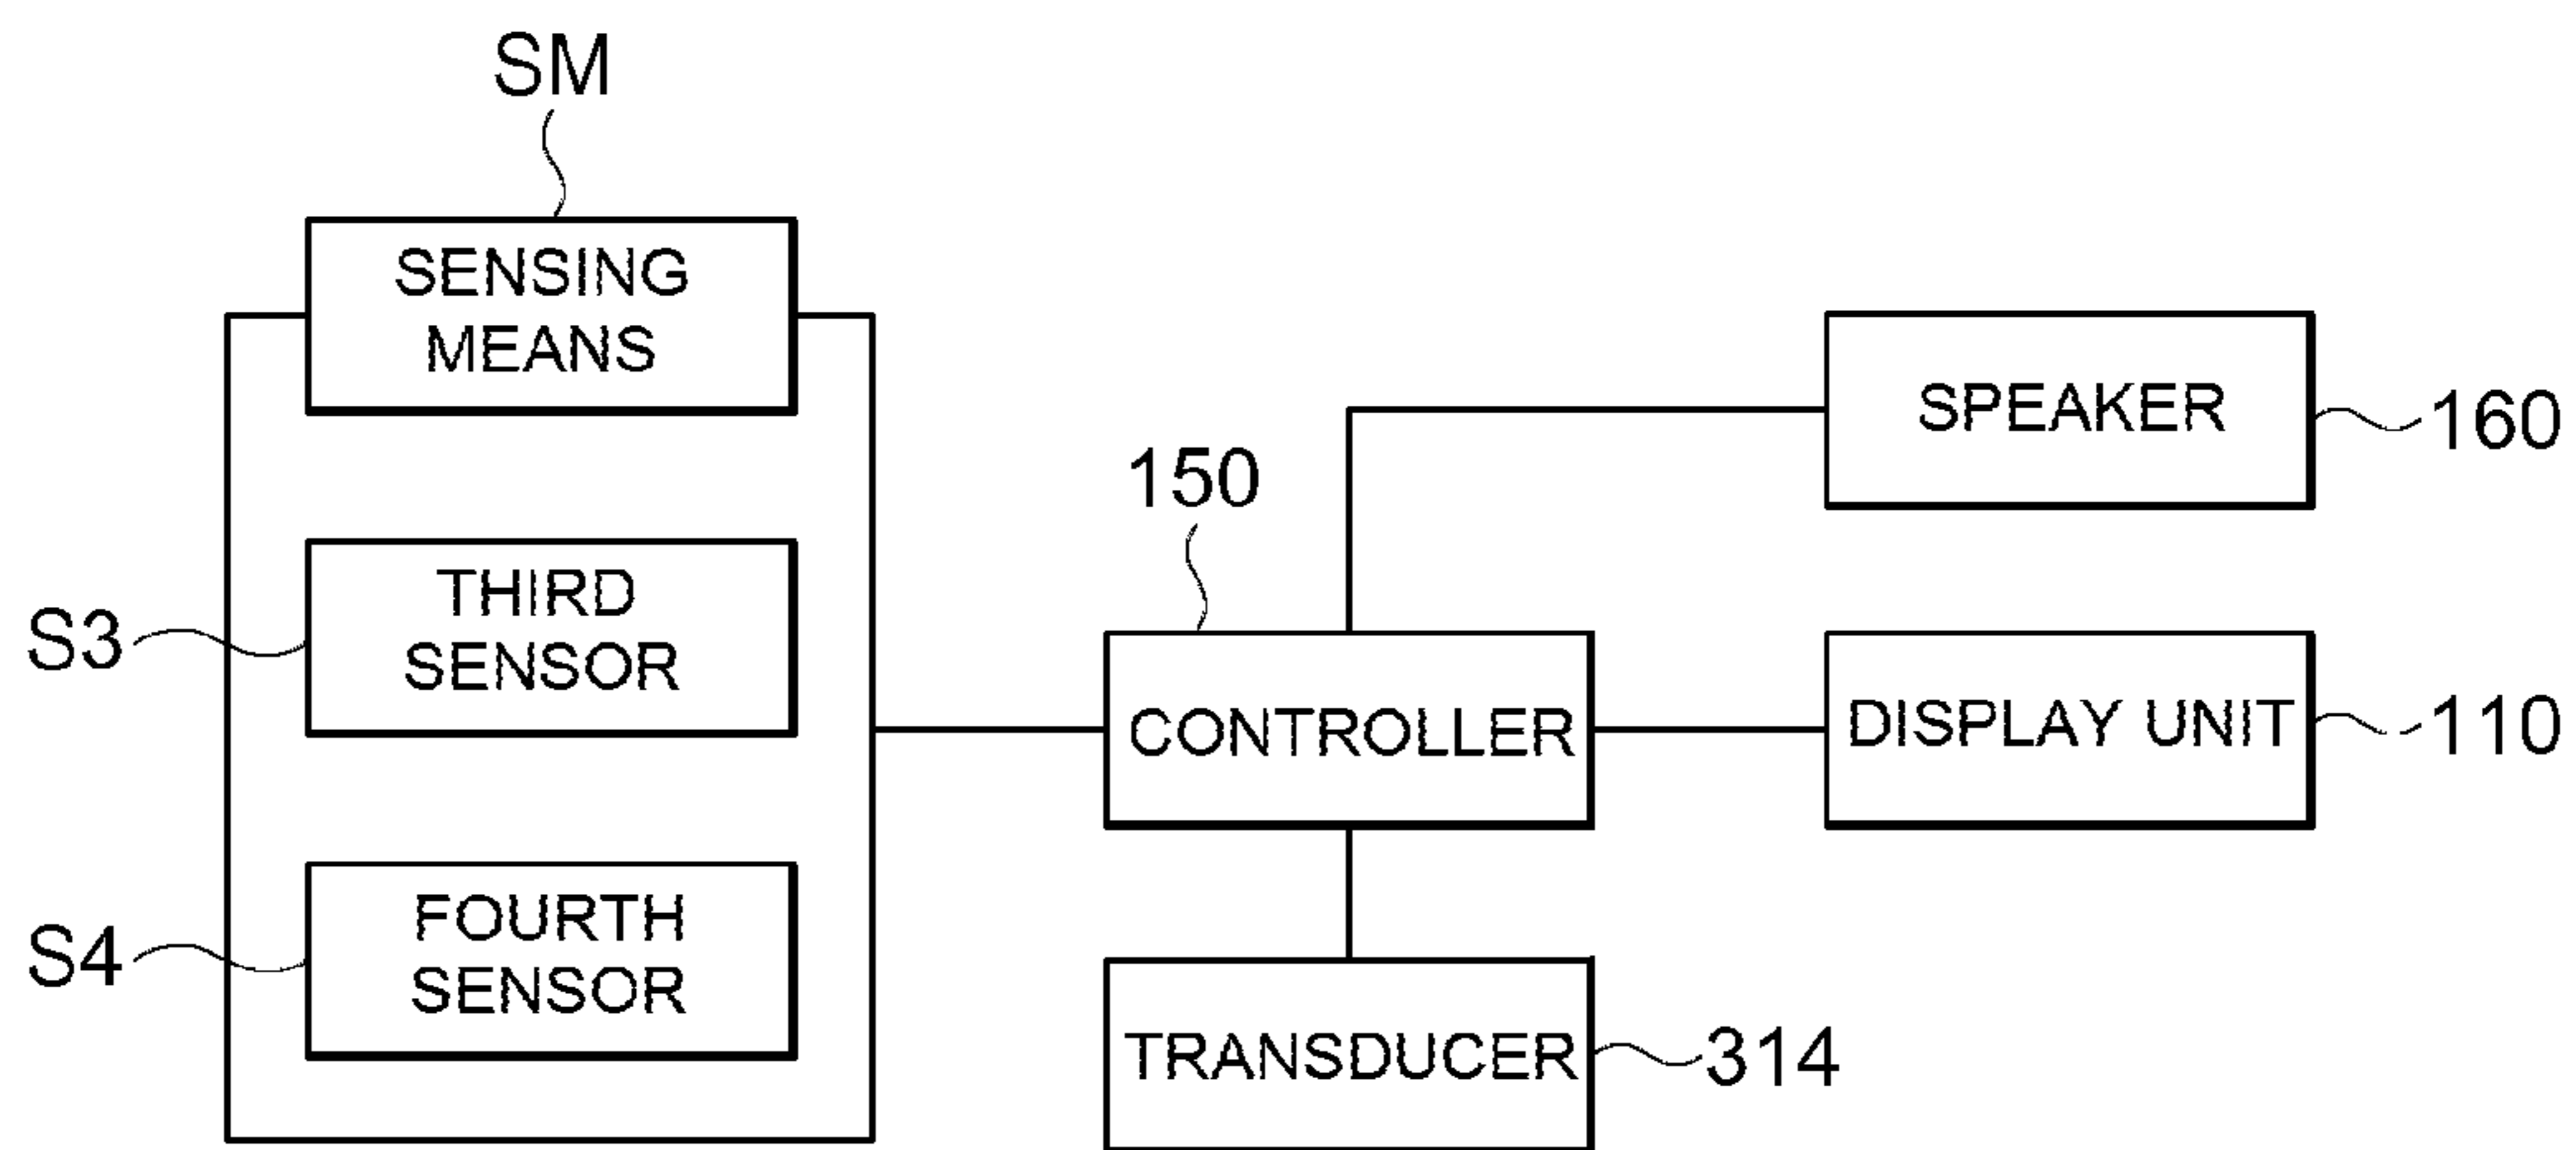 SM
SENSING
MEANS
SPEAKER
160
150
THIRD
SENSOR
S3
CONTROLLER
DISPLAY UNIT
110
FOURTH
SENSOR
S4
TRANSDUCER
314